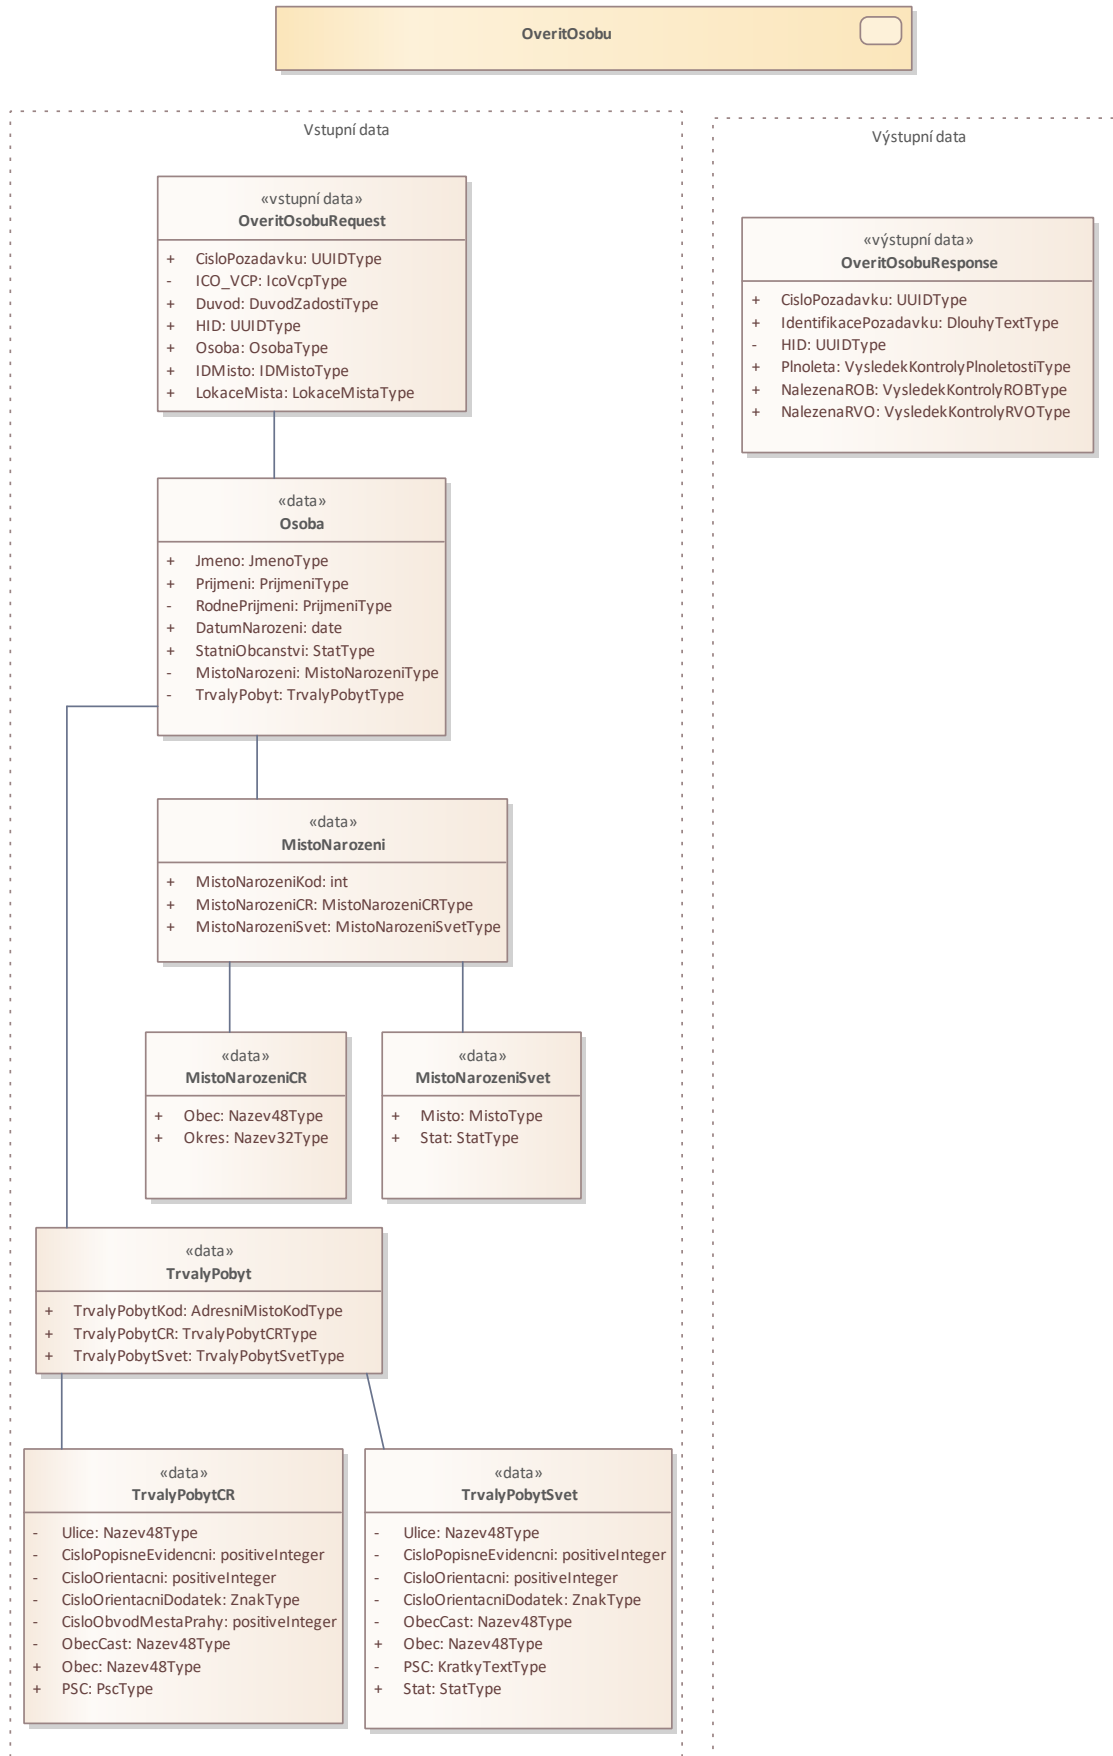 OveritOsobu
Vstupní data
«vstupní data»
OveritOsobuRequest
+ CisloPozadavku: UUIDType
- ICO_VCP: IcoVcpType
+ Duvod: DuvodZadostiType
+ HID: UUIDType
+ Osoba: OsobaType
+ IDMisto: IDMistoType
+ LokaceMista: LokaceMistaType
«data»
Osoba
+ Jmeno: JmenoType
+ Prijmeni: PrijmeniType
- RodnePrijmeni: PrijmeniType
+ DatumNarozeni: date
+ StatniObcanstvi: StatType
- MistoNarozeni: MistoNarozeniType
- TrvalyPobyt: TrvalyPobytType
«data»
MistoNarozeni
+ MistoNarozeniKod: int
+ MistoNarozeniCR: MistoNarozeniCRType
+ MistoNarozeniSvet: MistoNarozeniSvetType
«data»
MistoNarozeniCR
+ Obec: Nazev48Type
+ Okres: Nazev32Type
«data»
MistoNarozeniSvet
+ Misto: MistoType
+ Stat: StatType
«data»
TrvalyPobyt
+ TrvalyPobytKod: AdresniMistoKodType
+ TrvalyPobytCR: TrvalyPobytCRType
+ TrvalyPobytSvet: TrvalyPobytSvetType
«data»
TrvalyPobytCR
- Ulice: Nazev48Type
- CisloPopisneEvidencni: positiveInteger
- CisloOrientacni: positiveInteger
- CisloOrientacniDodatek: ZnakType
- CisloObvodMestaPrahy: positiveInteger
- ObecCast: Nazev48Type
+ Obec: Nazev48Type
+ PSC: PscType
«data»
TrvalyPobytSvet
- Ulice: Nazev48Type
- CisloPopisneEvidencni: positiveInteger
- CisloOrientacni: positiveInteger
- CisloOrientacniDodatek: ZnakType
- ObecCast: Nazev48Type
+ Obec: Nazev48Type
- PSC: KratkyTextType
+ Stat: StatType
Výstupní data
«výstupní data»
OveritOsobuResponse
+ CisloPozadavku: UUIDType
+ IdentifikacePozadavku: DlouhyTextType
- HID: UUIDType
+ Plnoleta: VysledekKontrolyPlnoletostiType
+ NalezenaROB: VysledekKontrolyROBType
+ NalezenaRVO: VysledekKontrolyRVOType